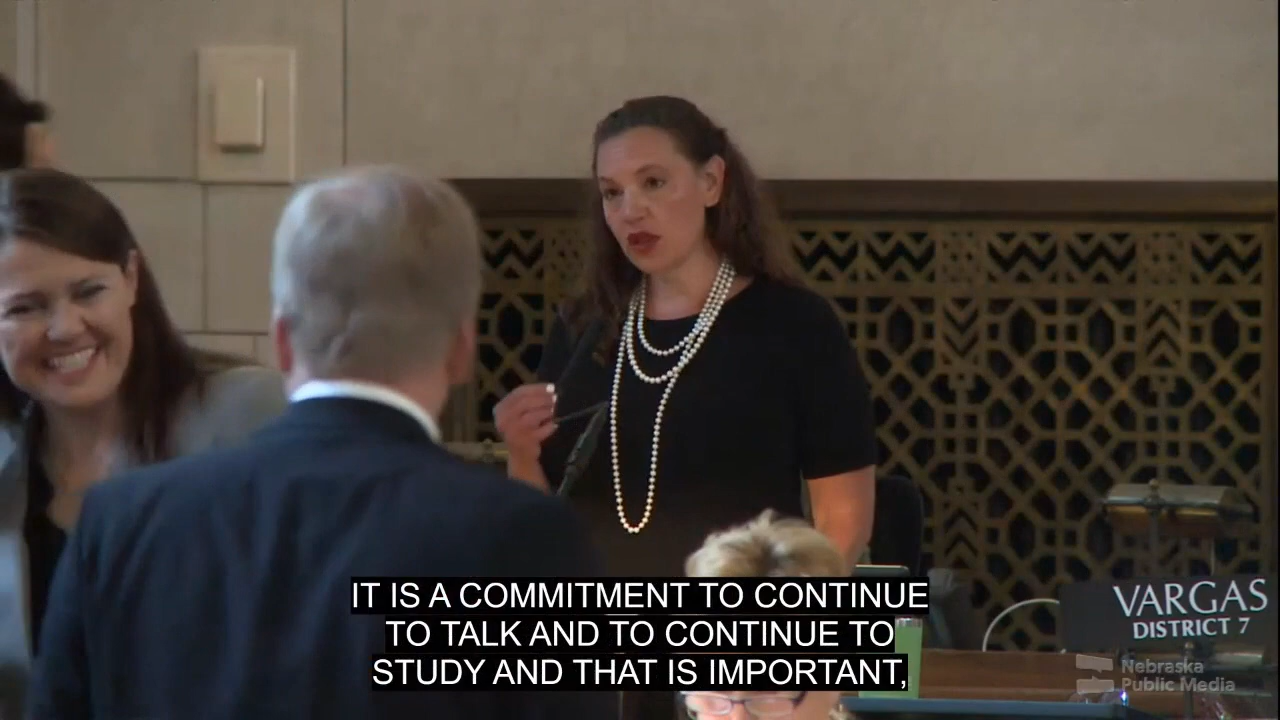 IT IS A COMMITMENT TO CONTINUE
TO TALK AND TO CONTINUE TO
STUDY AND THAT IS IMPORTANT,
VARGAS
DISTRICT 7
Nebraska
Public Media